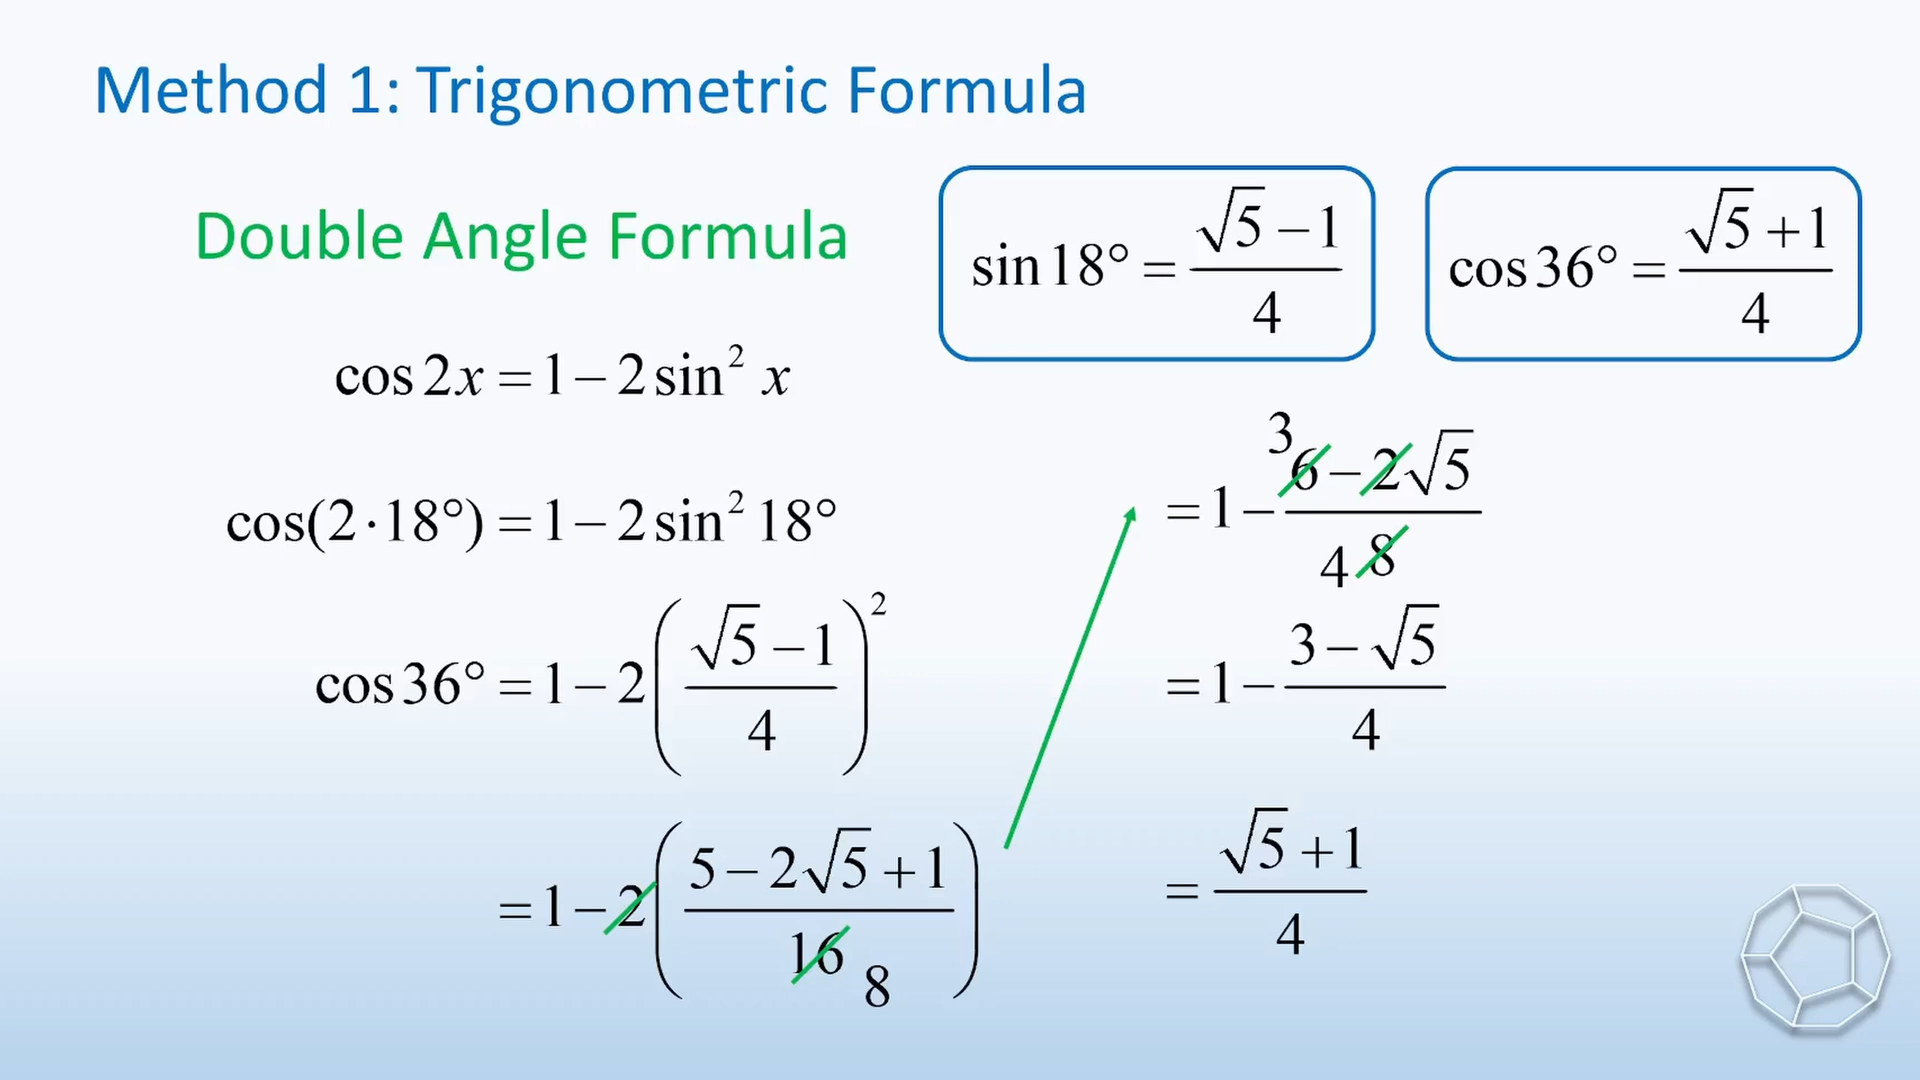 Method 1: Trigonometric Formula
Double Angle Formula
sin 18° = (√5 − 1)/4
cos 36° = (√5 + 1)/4
cos 2x = 1 − 2 sin² x
cos(2·18°) = 1 − 2 sin² 18°
cos 36° = 1 − 2((√5 − 1)/4)²
= 1 − 2((5 − 2√5 + 1)/16) 8
= 1 − (3 6 − 2√5)/(4 8)
= 1 − (3 − √5)/4
= (√5 + 1)/4